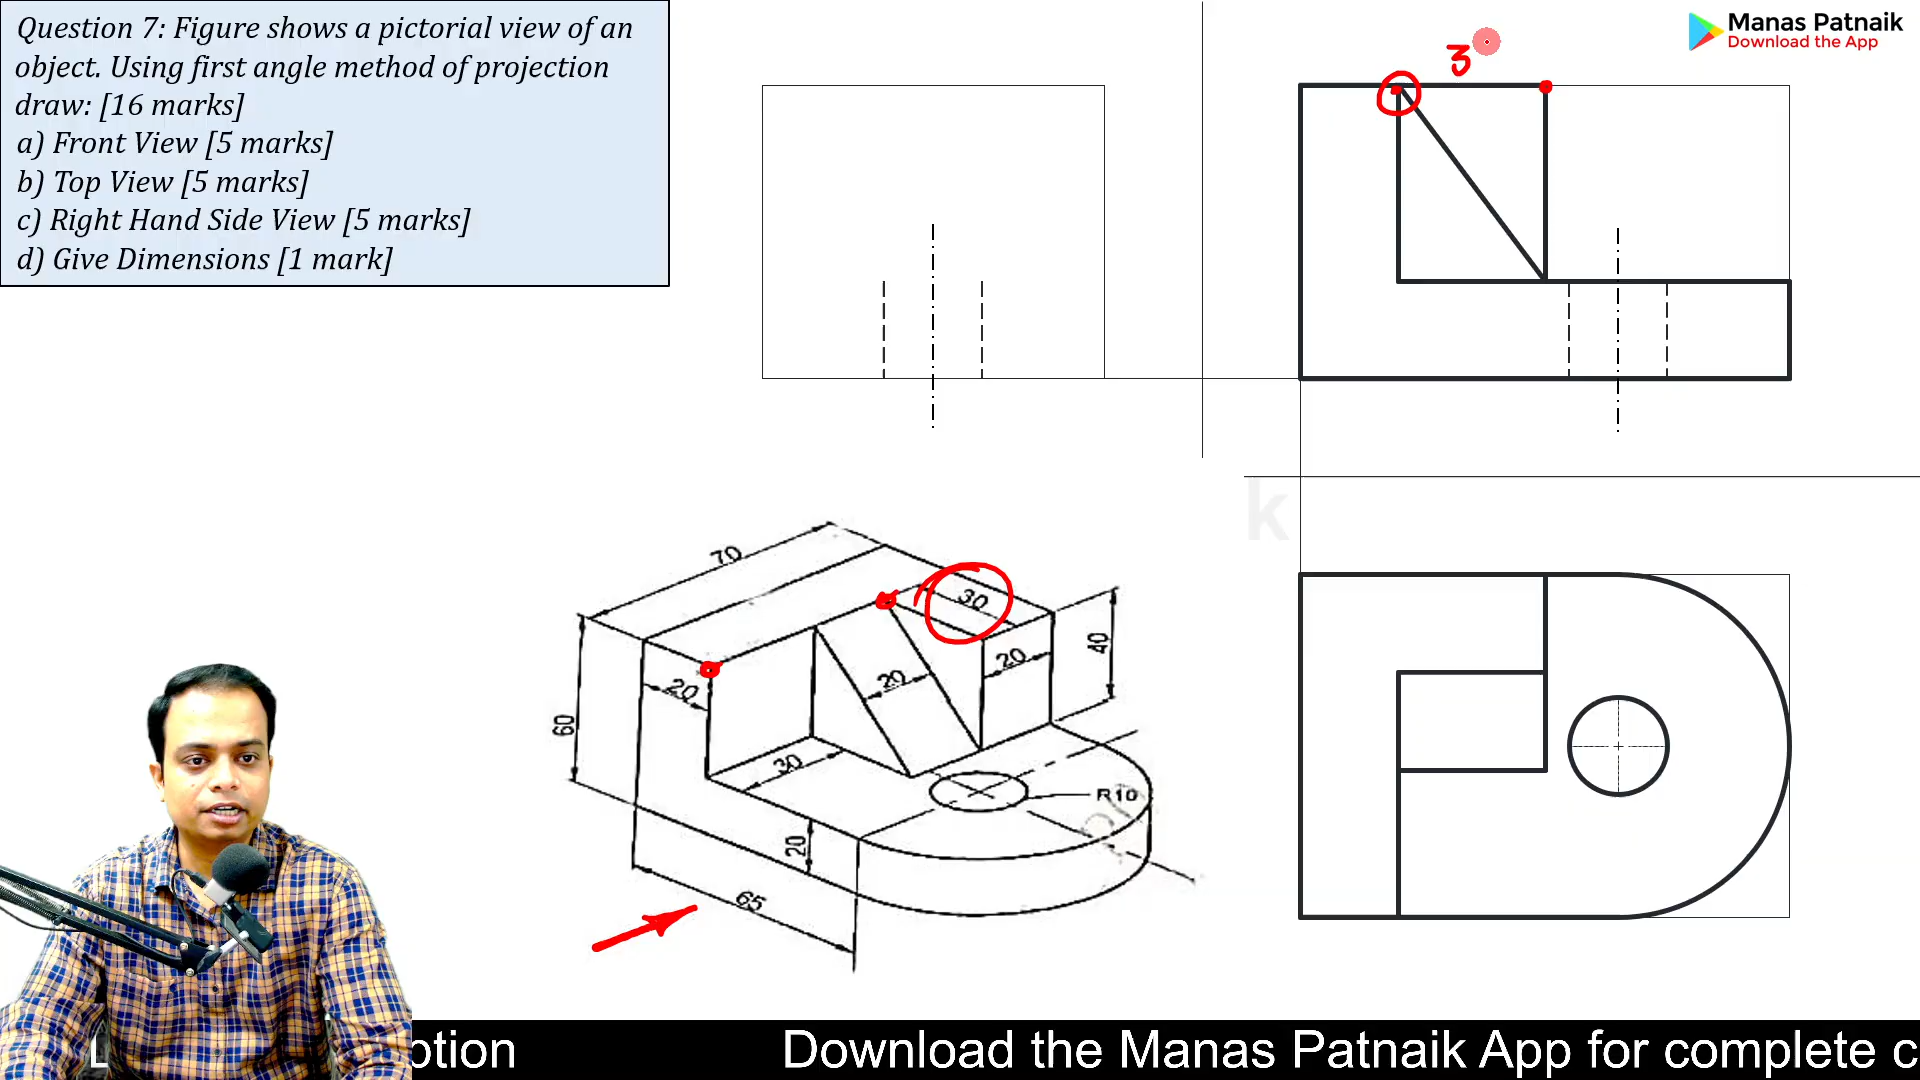 Question 7: Figure shows a pictorial view of an
object. Using first angle method of projection
draw: [16 marks]
a) Front View [5 marks]
b) Top View [5 marks]
c) Right Hand Side View [5 marks]
d) Give Dimensions [1 mark]
Manas Patnaik
Download the App
3
k
70
30
40
20
20
20
60
30
R10
20
65
ption
Download the Manas Patnaik App for complete c